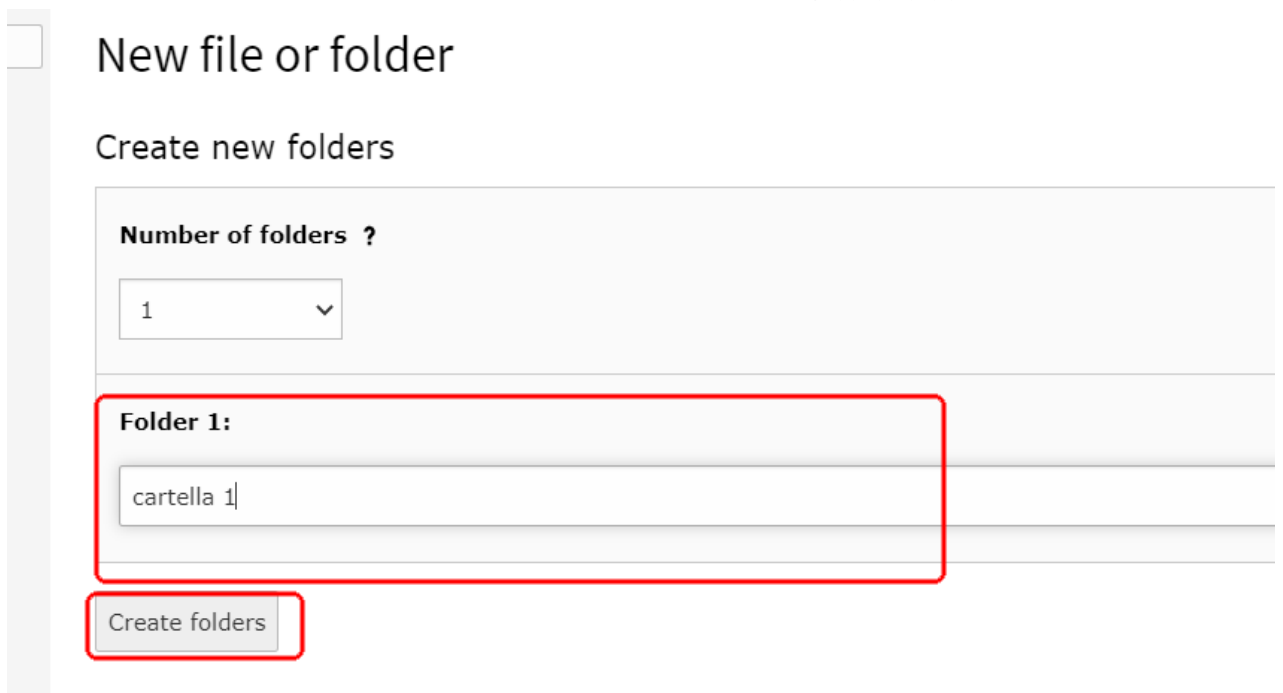 New file or folder
Create new folders
Number of folders ?
1
Folder 1:
cartella 1
Create folders